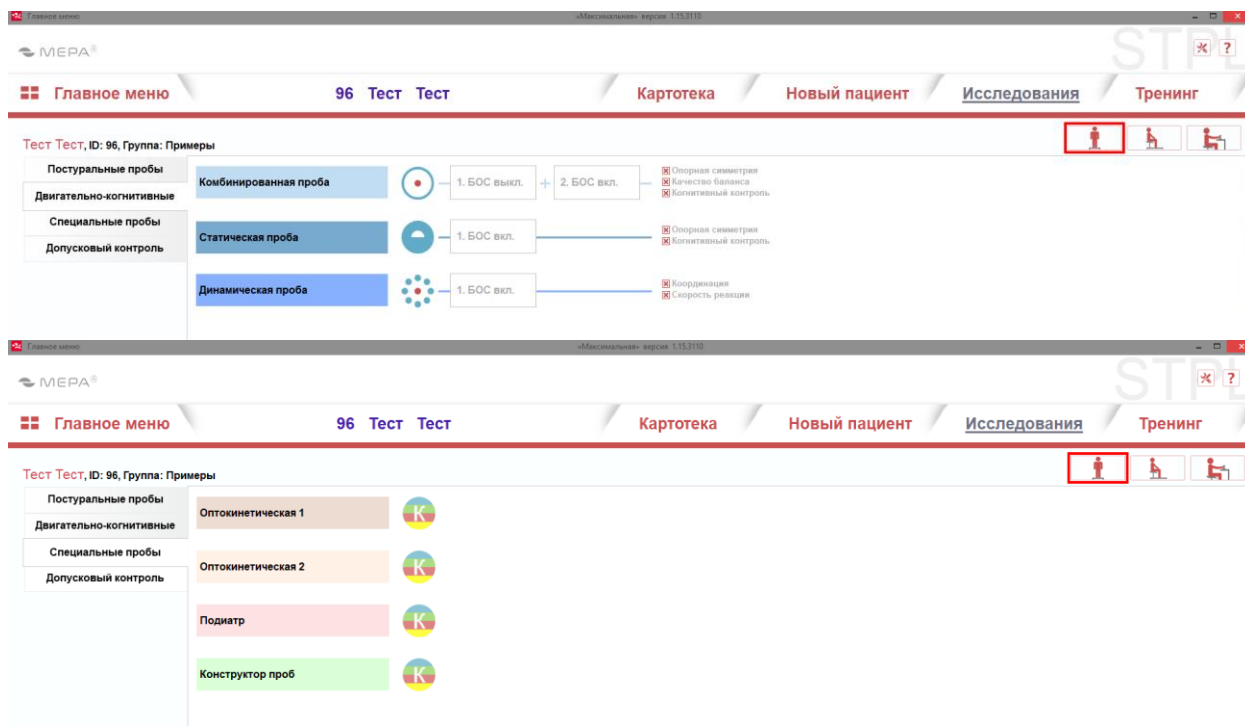 Главное меню «Максимальная» версия 1.15.3110
МЕРА® STPL ?
Главное меню 96 Тест Тест Картотека Новый пациент Исследования Тренинг
Тест Тест, ID: 96, Группа: Примеры
Постуральные пробы
Двигательно-когнитивные
Специальные пробы
Допусковый контроль
Комбинированная проба 1. БОС выкл. + 2. БОС вкл.
Опорная симметрия
Качество баланса
Когнитивный контроль
Статическая проба 1. БОС вкл.
Опорная симметрия
Когнитивный контроль
Динамическая проба 1. БОС вкл.
Координация
Скорость реакции
Главное меню «Максимальная» версия 1.15.3110
МЕРА® STPL ?
Главное меню 96 Тест Тест Картотека Новый пациент Исследования Тренинг
Тест Тест, ID: 96, Группа: Примеры
Постуральные пробы
Двигательно-когнитивные
Специальные пробы
Допусковый контроль
Оптокинетическая 1 К
Оптокинетическая 2 К
Подиатр К
Конструктор проб К